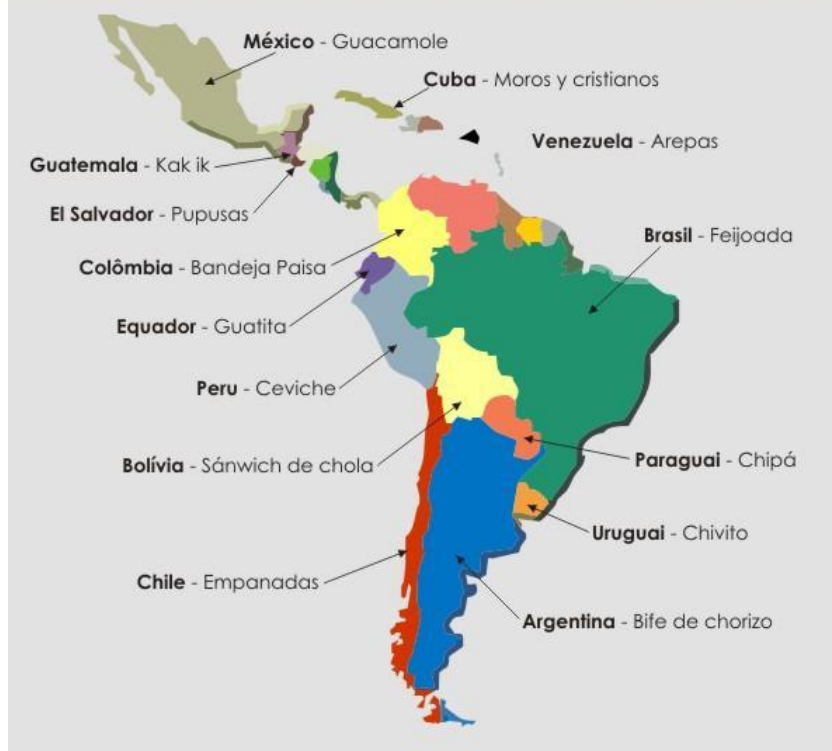 México - Guacamole
Cuba - Moros y cristianos
Venezuela - Arepas
Guatemala - Kak ik
El Salvador - Pupusas
Brasil - Feijoada
Colômbia - Bandeja Paisa
Equador - Guatita
Peru - Ceviche
Bolívia - Sánwich de chola
Paraguai - Chipá
Uruguai - Chivito
Chile - Empanadas
Argentina - Bife de chorizo